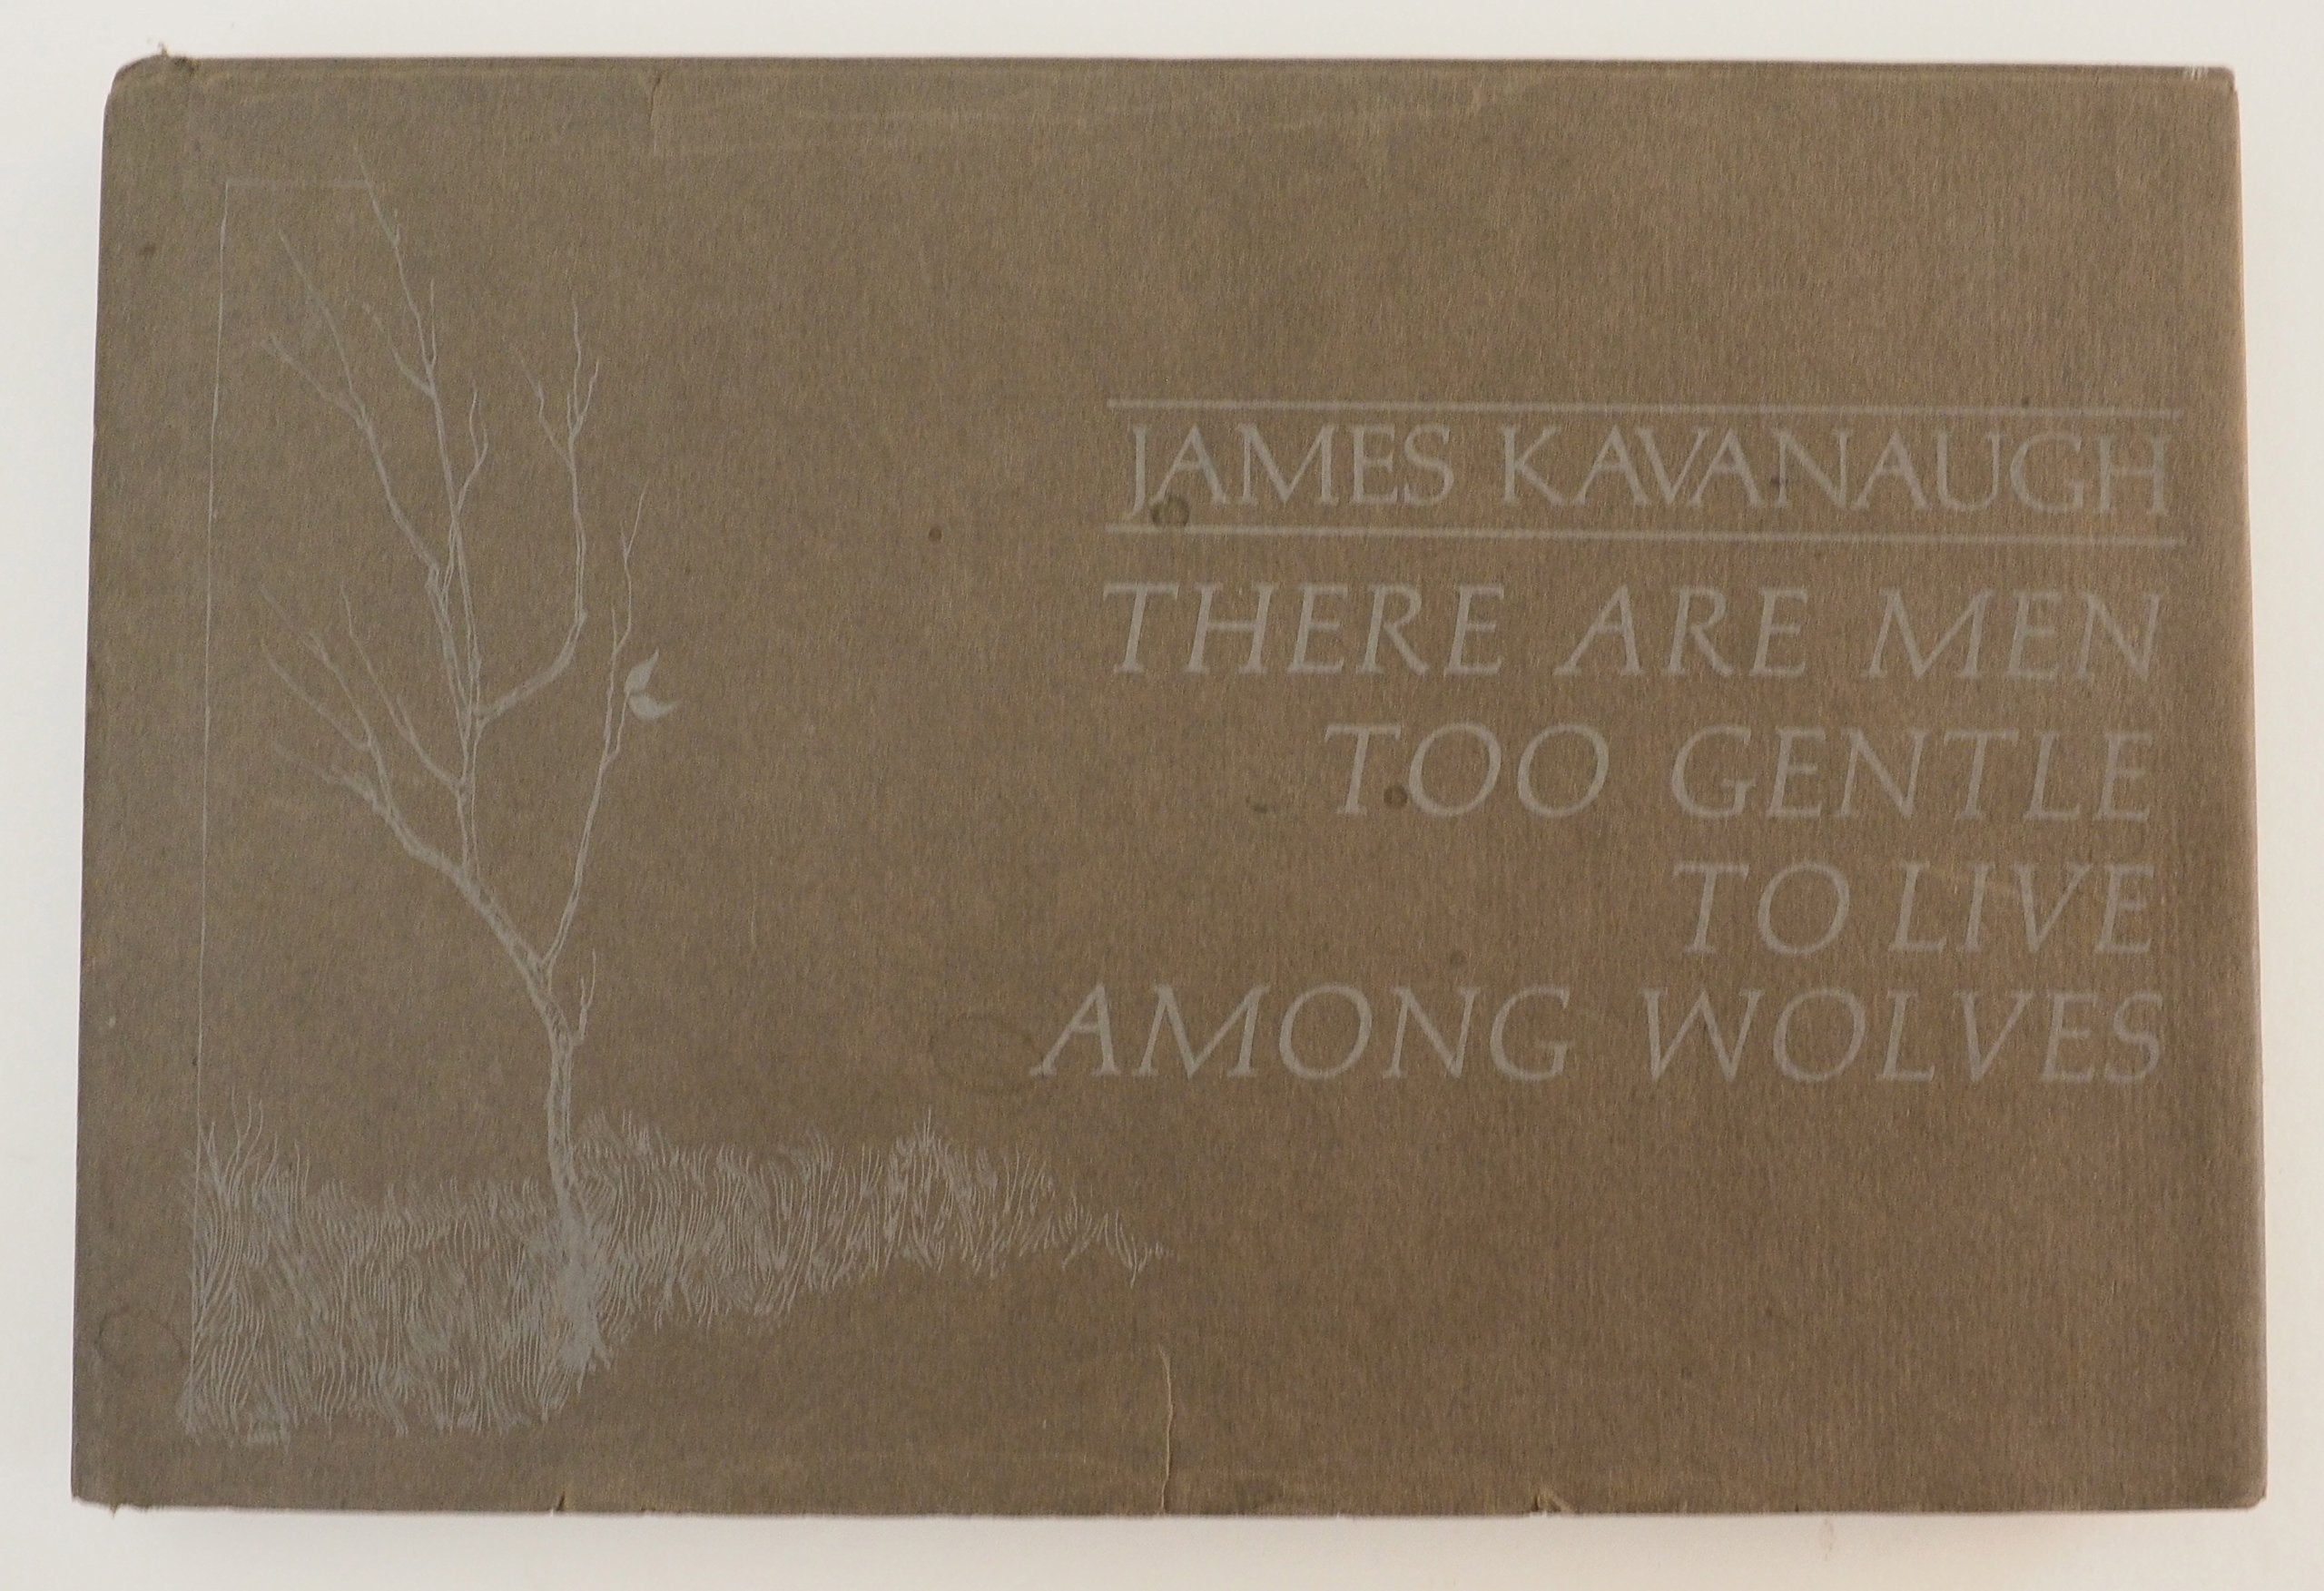 JAMES KAVANAUGH
THERE ARE MEN
TOO GENTLE
TO LIVE
AMONG WOLVES